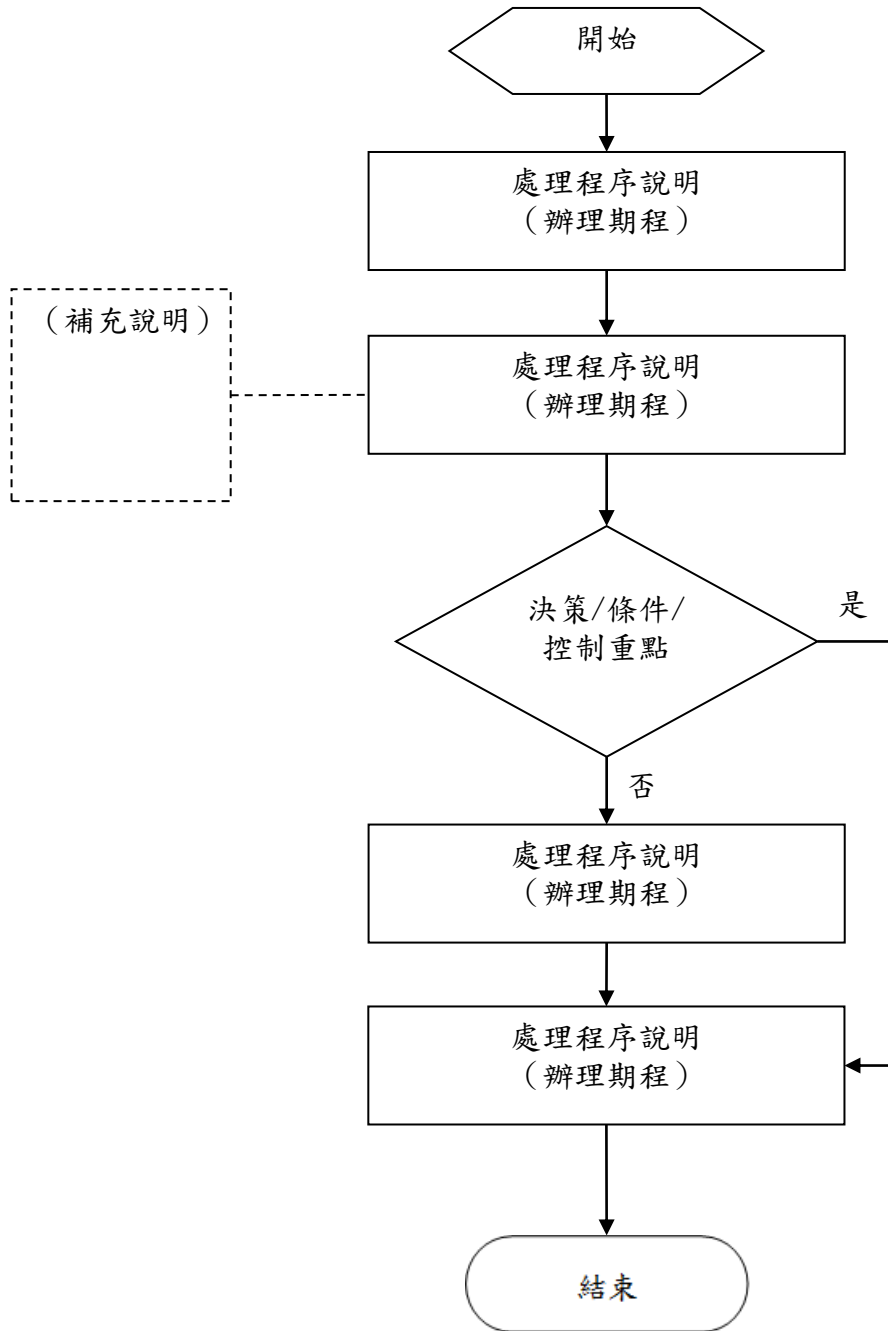 開始
處理程序說明
（辦理期程）
（補充說明）
處理程序說明
（辦理期程）
決策/條件/
控制重點
是
否
處理程序說明
（辦理期程）
處理程序說明
（辦理期程）
結束